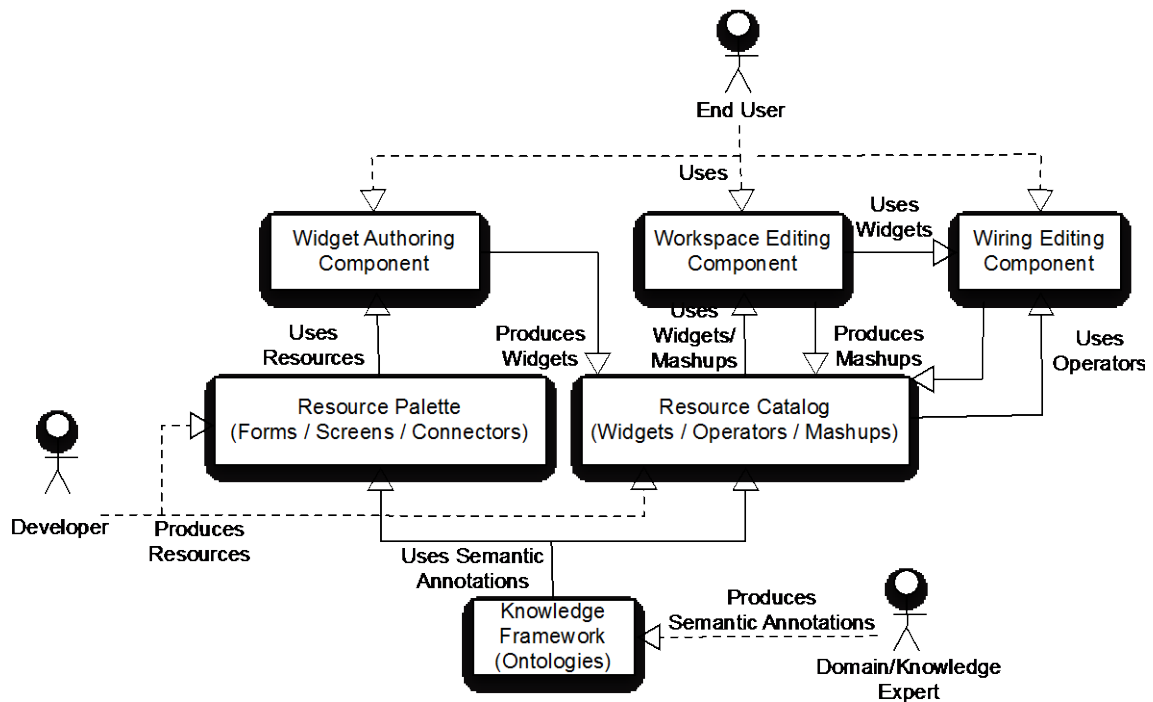 End User
Uses
Widget Authoring
Component
Workspace Editing
Component
Uses
Widgets
Wiring Editing
Component
Uses
Resources
Produces
Widgets
Uses
Widgets/
Mashups
Produces
Mashups
Uses
Operators
Resource Palette
(Forms / Screens / Connectors)
Resource Catalog
(Widgets / Operators / Mashups)
Developer
Produces
Resources
Uses Semantic
Annotations
Knowledge
Framework
(Ontologies)
Produces
Semantic Annotations
Domain/Knowledge
Expert